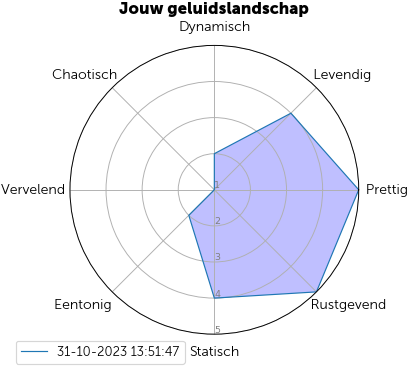 Jouw geluidslandschap
Dynamisch
Chaotisch
Levendig
Vervelend
Prettig
1
2
3
4
5
Eentonig
Rustgevend
Statisch
31-10-2023 13:51:47